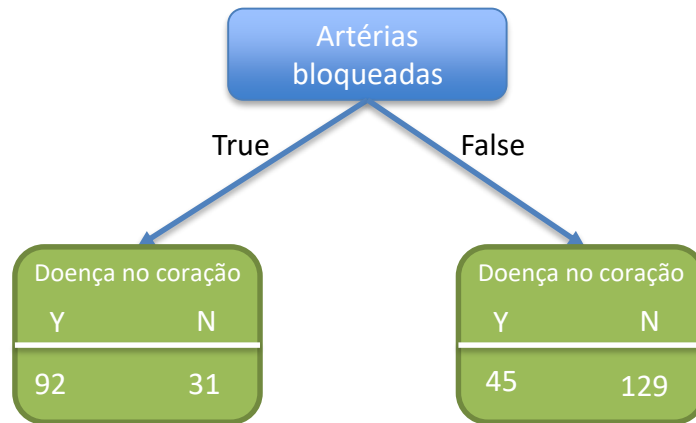 Artérias
bloqueadas
True
False
Doença no coração
Y N
92 31
Doença no coração
Y N
45 129